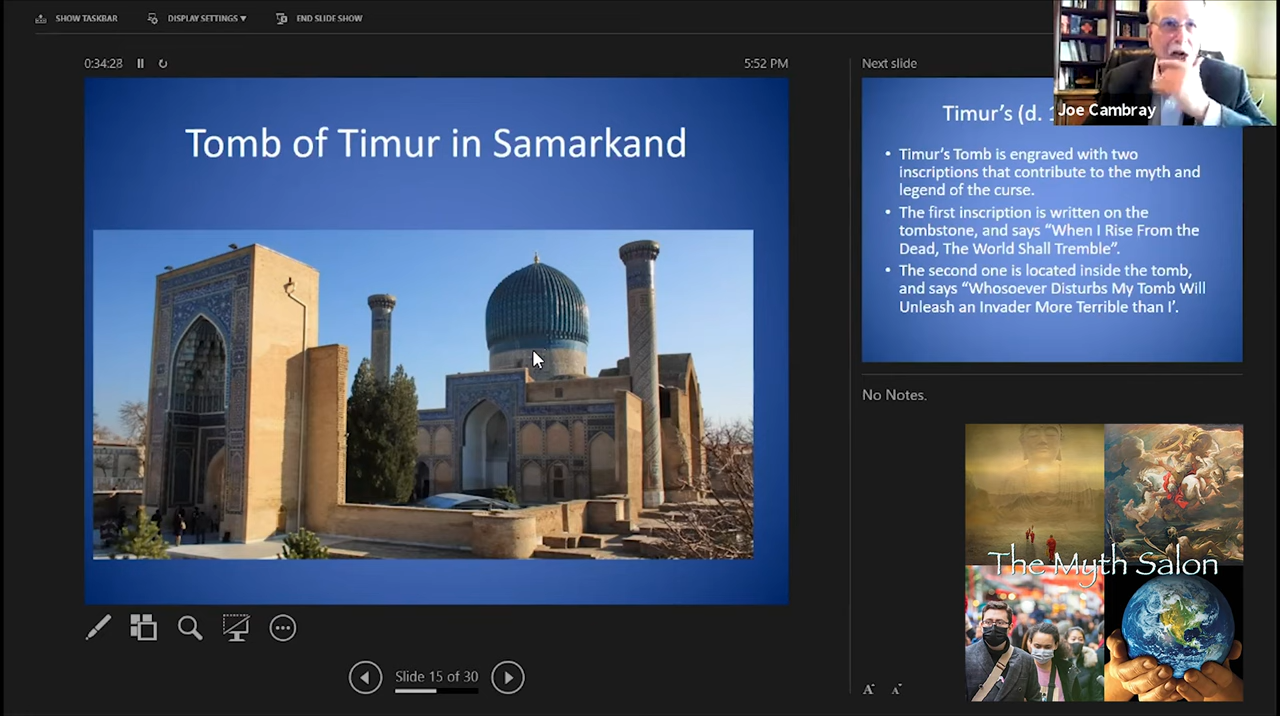 SHOW TASKBAR
DISPLAY SETTINGS ▾
END SLIDE SHOW
0:34:28
5:52 PM
Tomb of Timur in Samarkand
Next slide
Timur's (d. 1
Joe Cambray
• Timur's Tomb is engraved with two
inscriptions that contribute to the myth and
legend of the curse.
• The first inscription is written on the
tombstone, and says “When I Rise From the
Dead, The World Shall Tremble”.
• The second one is located inside the tomb,
and says “Whosoever Disturbs My Tomb Will
Unleash an Invader More Terrible than I’.
No Notes.
The Myth Salon
Slide 15 of 30
A A